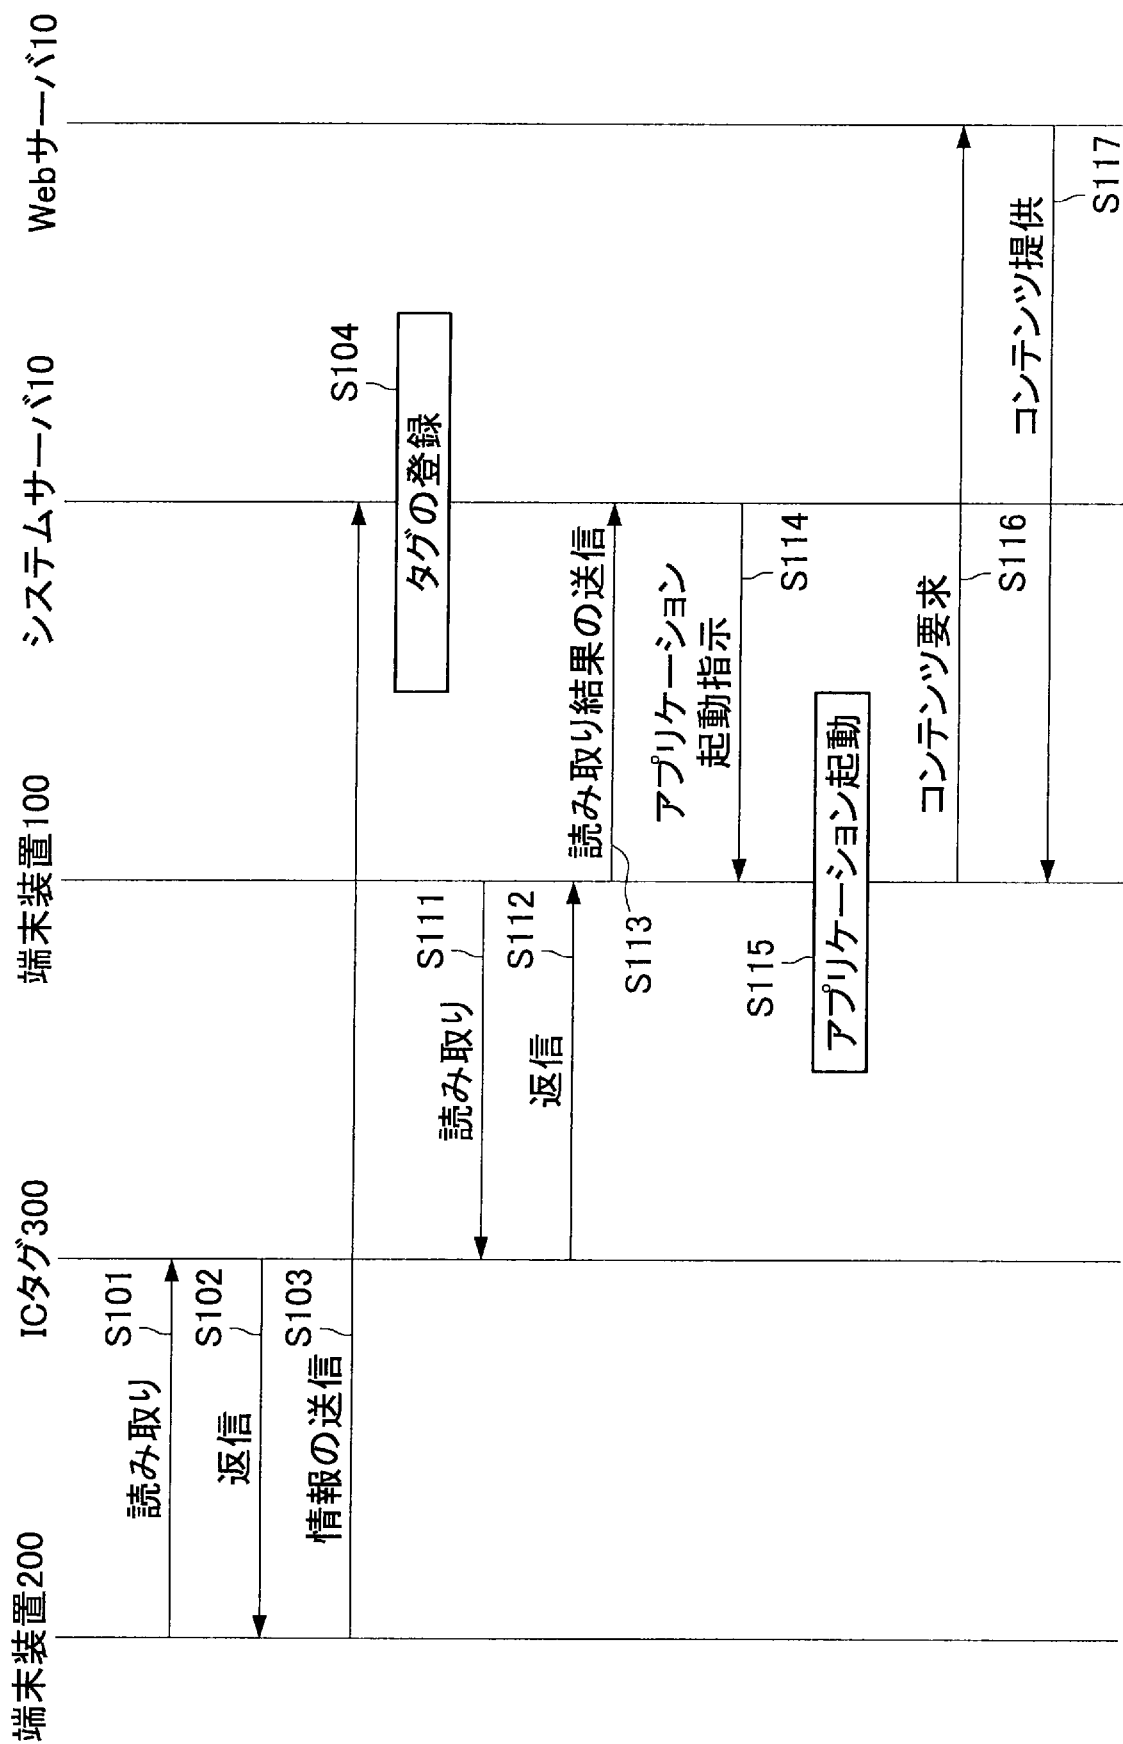 端末装置200
ICタグ300
端末装置100
システムサーバ10
Webサーバ10
読み取り
S101
返信
S102
情報の送信
S103
S104
タグの登録
読み取り
S111
返信
S112
読み取り結果の送信
S113
アプリケーション
起動指示
S114
S115
アプリケーション起動
コンテンツ要求
S116
コンテンツ提供
S117